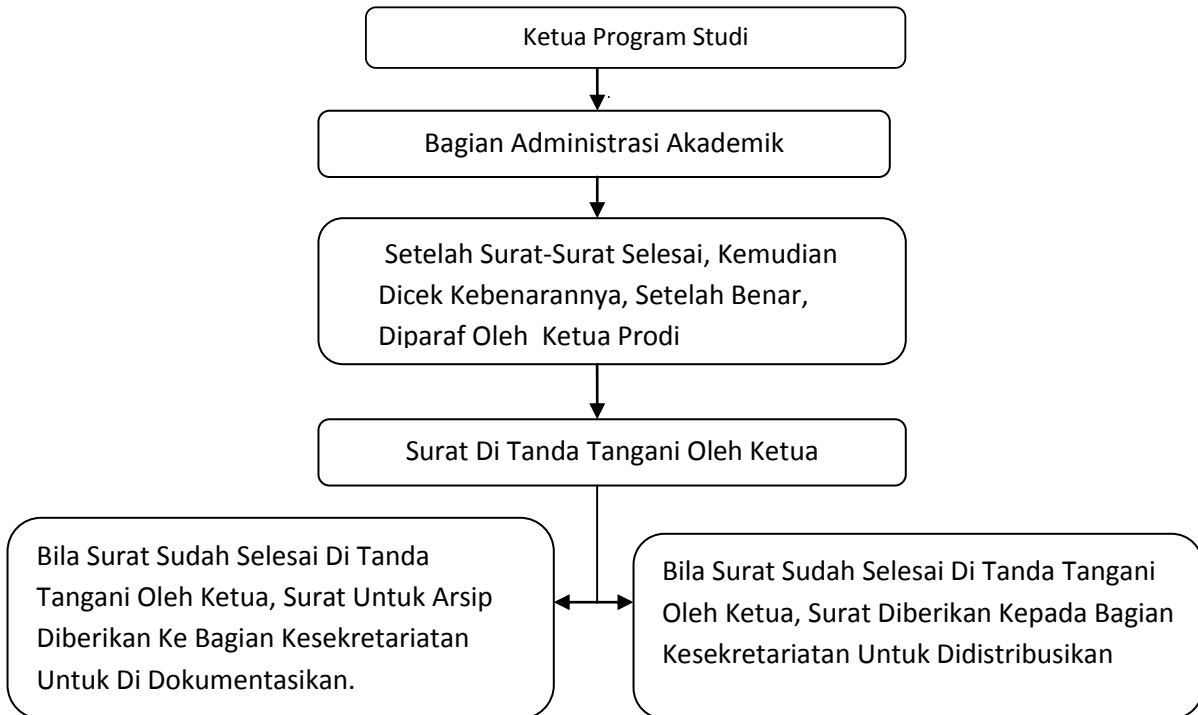 Ketua Program Studi
Bagian Administrasi Akademik
Setelah Surat-Surat Selesai, Kemudian
Dicek Kebenarannya, Setelah Benar,
Diparaf Oleh Ketua Prodi
Surat Di Tanda Tangani Oleh Ketua
Bila Surat Sudah Selesai Di Tanda
Tangani Oleh Ketua, Surat Untuk Arsip
Diberikan Ke Bagian Kesekretariatan
Untuk Di Dokumentasikan.
Bila Surat Sudah Selesai Di Tanda Tangani
Oleh Ketua, Surat Diberikan Kepada Bagian
Kesekretariatan Untuk Didistribusikan